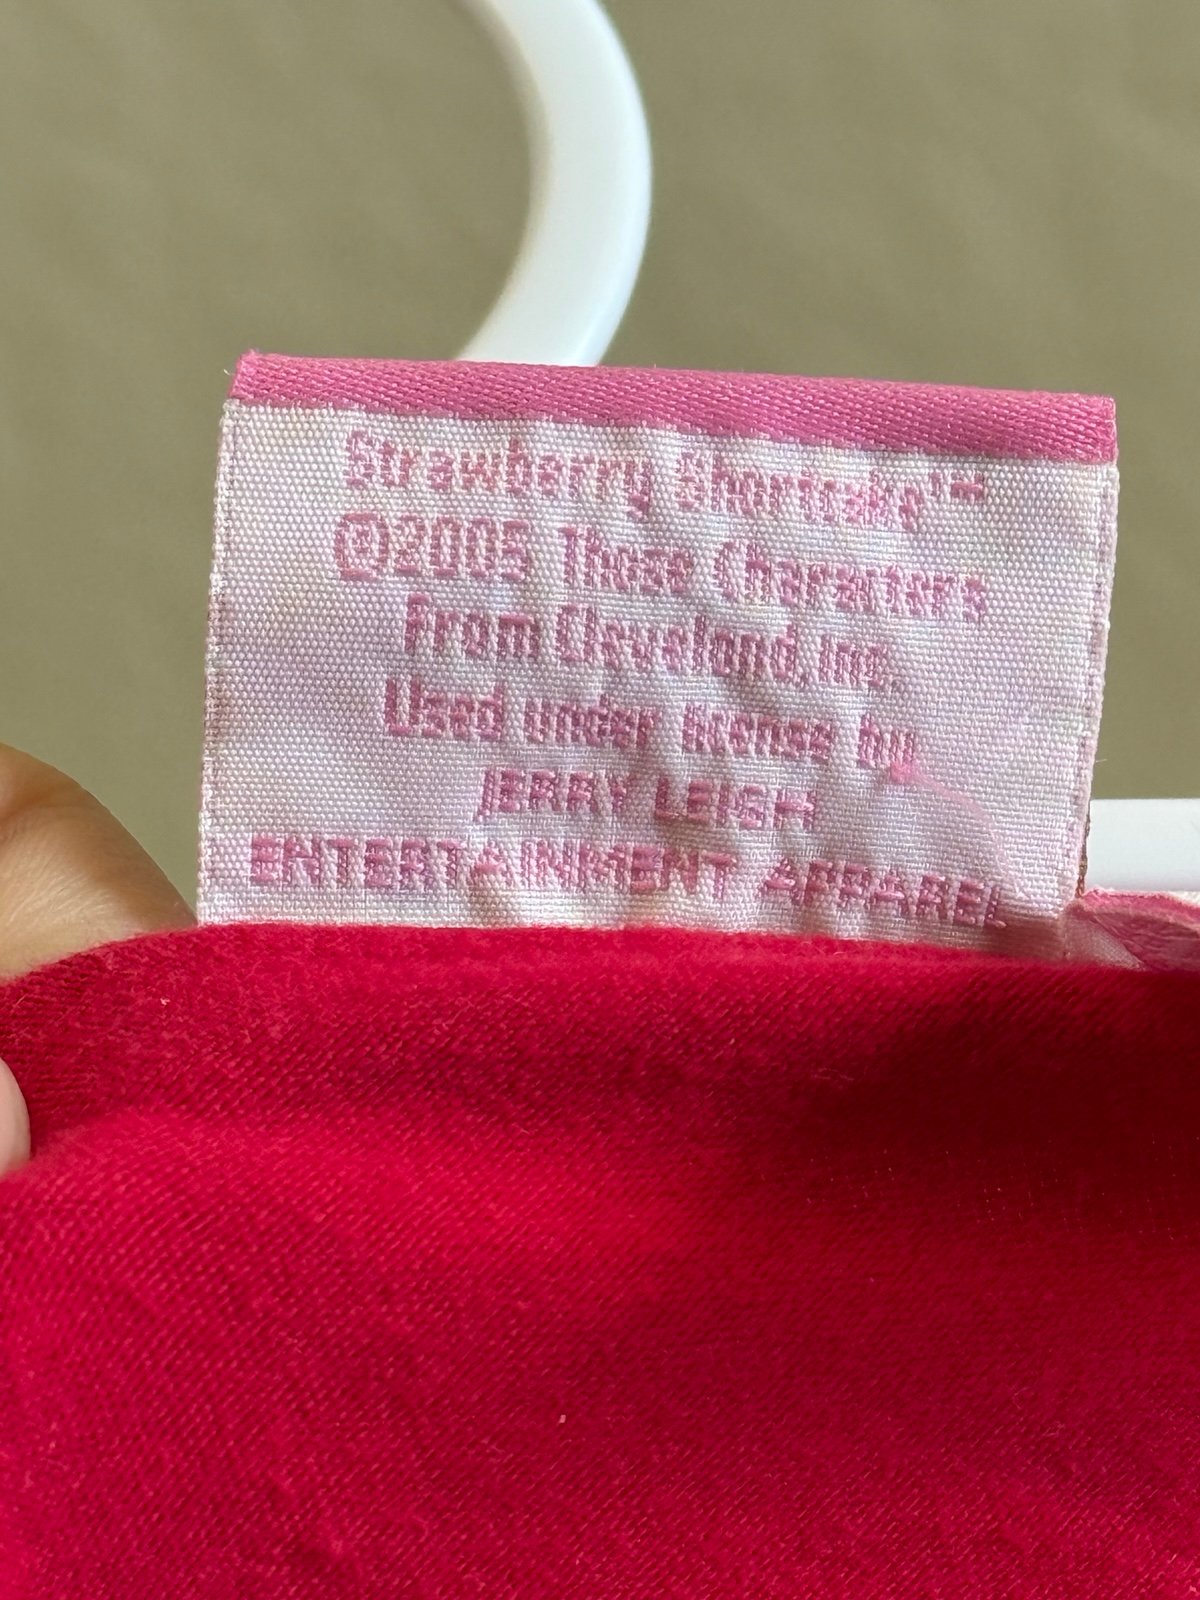 Strawberry Shortcake™
©2005 Those Characters
From Cleveland, Inc.
Used under license by
JERRY LEIGH
ENTERTAINMENT APPAREL